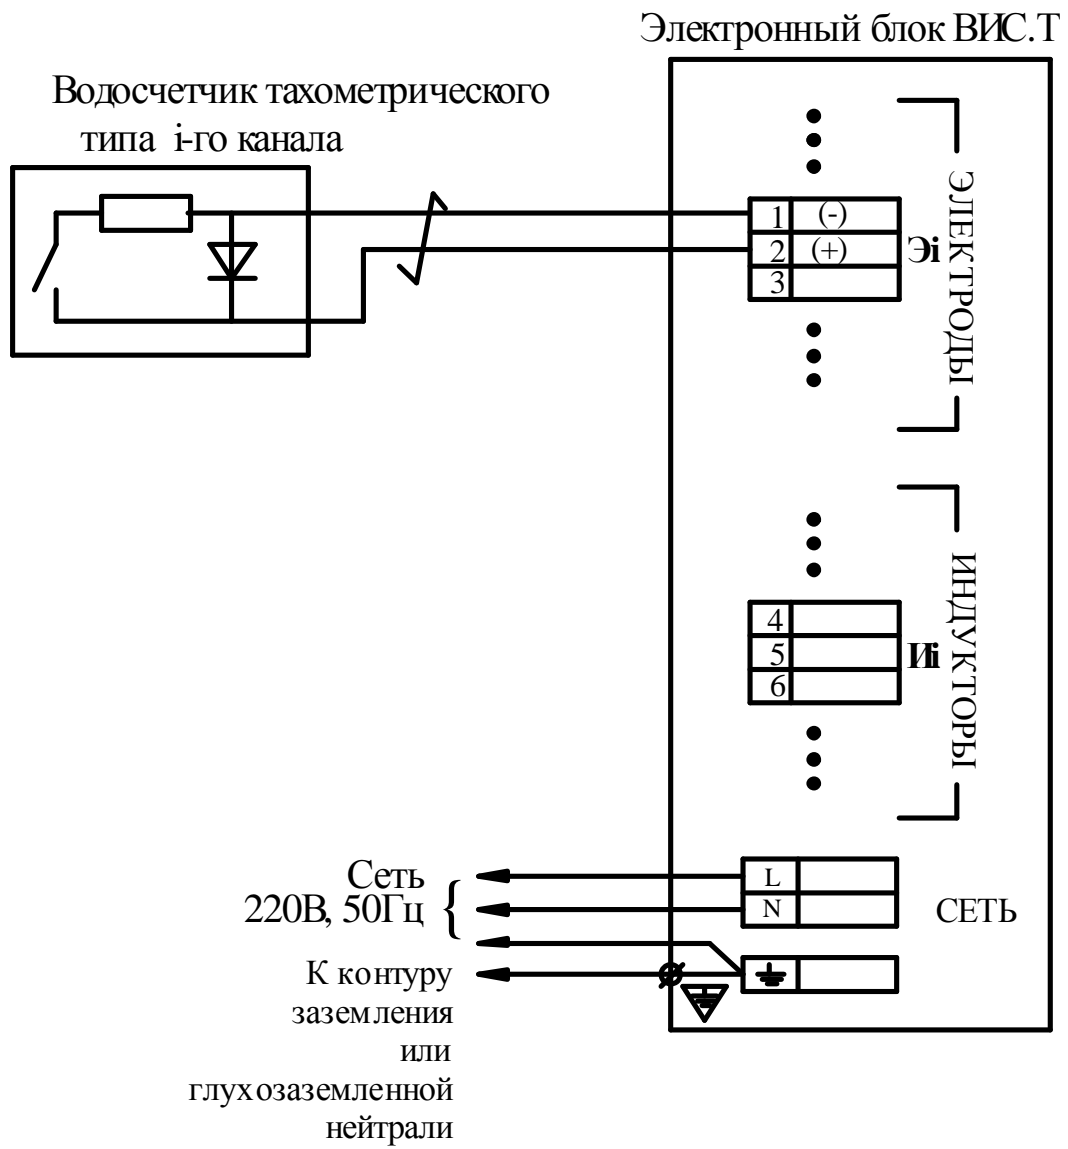 Электронный блок ВИС.Т
Водосчетчик тахометрического
типа i-го канала
1 (-)
2 (+)
3
Эi
ЭЛЕКТРОДЫ
4
5
6
Иi
ИНДУКТОРЫ
Сеть
220В, 50Гц
L
N
СЕТЬ
К контуру
заземления
или
глухозаземленной
нейтрали